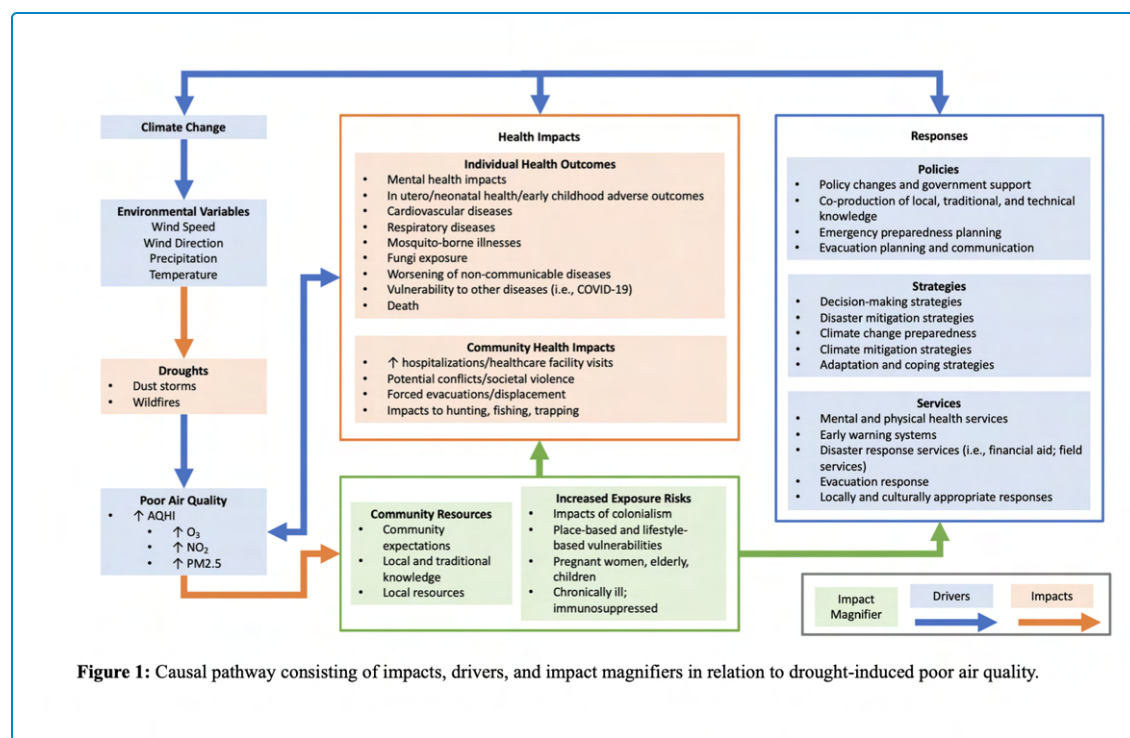 Climate Change
Environmental Variables
Wind Speed
Wind Direction
Precipitation
Temperature
Droughts
• Dust storms
• Wildfires
Poor Air Quality
• ↑ AQHI
• ↑ O₃
• ↑ NO₂
• ↑ PM2.5
Health Impacts
Individual Health Outcomes
• Mental health impacts
• In utero/neonatal health/early childhood adverse outcomes
• Cardiovascular diseases
• Respiratory diseases
• Mosquito-borne illnesses
• Fungi exposure
• Worsening of non-communicable diseases
• Vulnerability to other diseases (i.e., COVID-19)
• Death
Community Health Impacts
• ↑ hospitalizations/healthcare facility visits
• Potential conflicts/societal violence
• Forced evacuations/displacement
• Impacts to hunting, fishing, trapping
Community Resources
• Community
expectations
• Local and traditional
knowledge
• Local resources
Increased Exposure Risks
• Impacts of colonialism
• Place-based and lifestyle-
based vulnerabilities
• Pregnant women, elderly,
children
• Chronically ill;
immunosuppressed
Responses
Policies
• Policy changes and government support
• Co-production of local, traditional, and technical
knowledge
• Emergency preparedness planning
• Evacuation planning and communication
Strategies
• Decision-making strategies
• Disaster mitigation strategies
• Climate change preparedness
• Climate mitigation strategies
• Adaptation and coping strategies
Services
• Mental and physical health services
• Early warning systems
• Disaster response services (i.e., financial aid; field
services)
• Evacuation response
• Locally and culturally appropriate responses
Impact
Magnifier
Drivers
Impacts
Figure 1: Causal pathway consisting of impacts, drivers, and impact magnifiers in relation to drought-induced poor air quality.